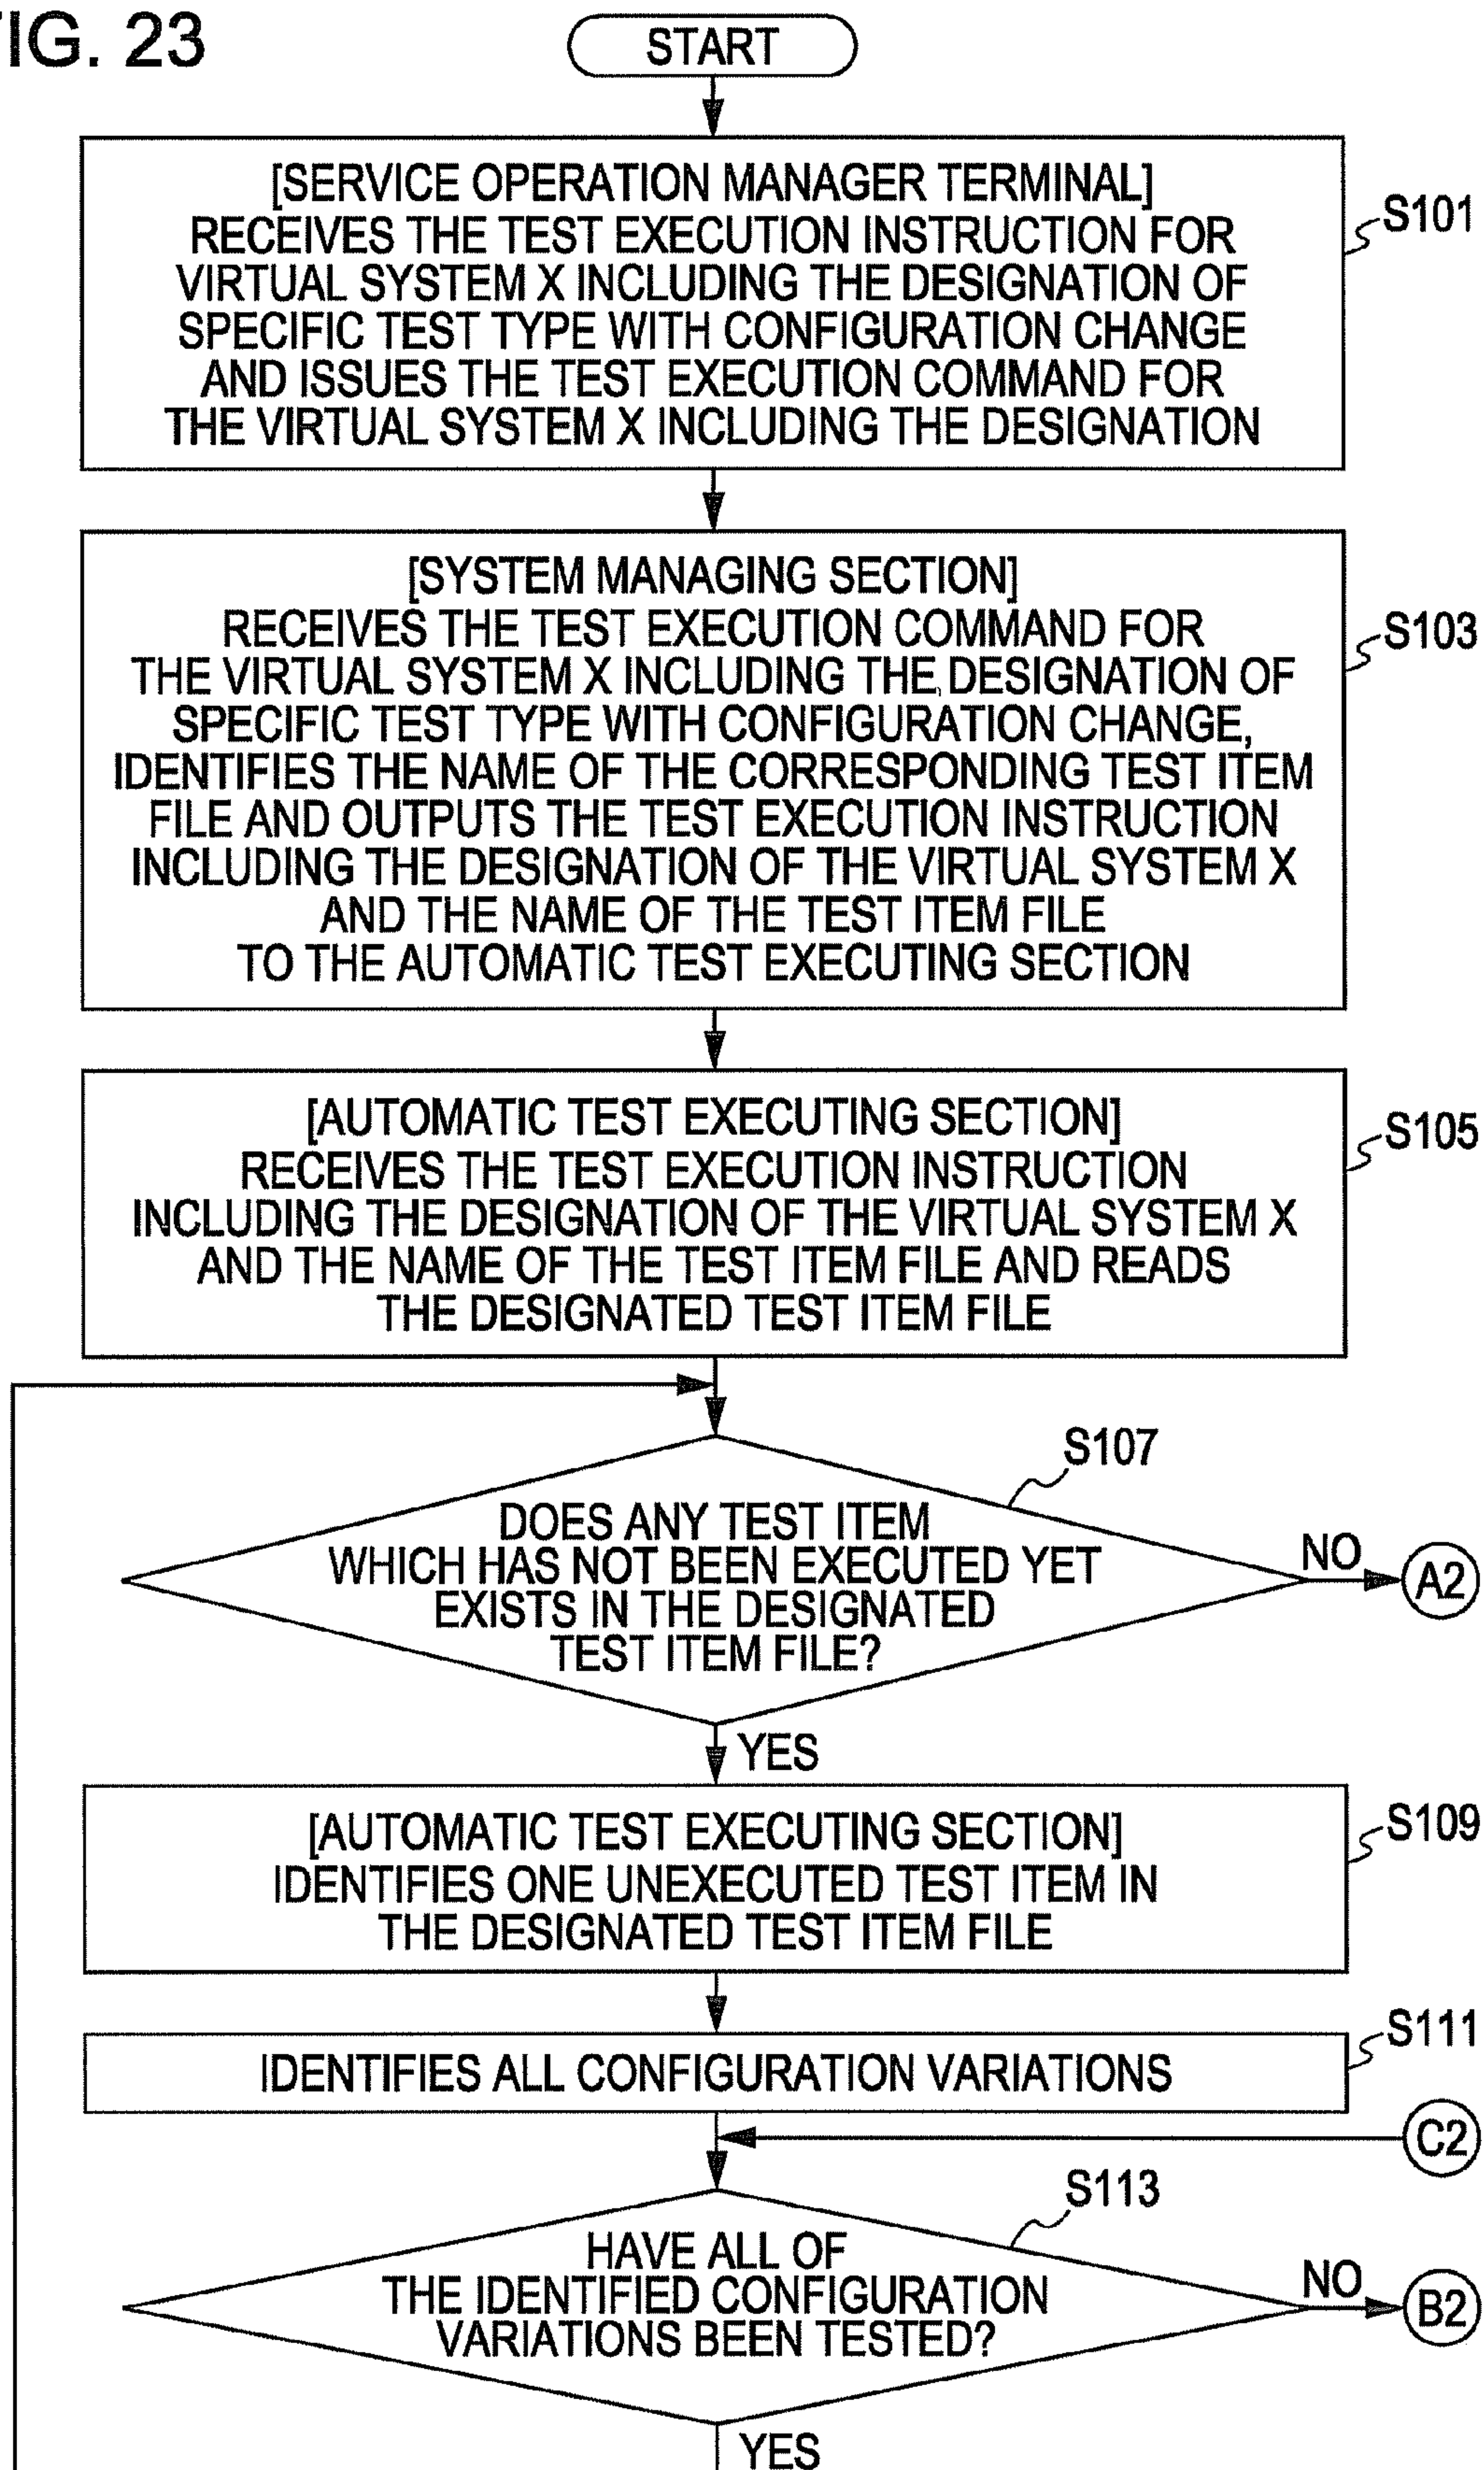 FIG. 23
START
[SERVICE OPERATION MANAGER TERMINAL]
RECEIVES THE TEST EXECUTION INSTRUCTION FOR
VIRTUAL SYSTEM X INCLUDING THE DESIGNATION OF
SPECIFIC TEST TYPE WITH CONFIGURATION CHANGE
AND ISSUES THE TEST EXECUTION COMMAND FOR
THE VIRTUAL SYSTEM X INCLUDING THE DESIGNATION
S101
[SYSTEM MANAGING SECTION]
RECEIVES THE TEST EXECUTION COMMAND FOR
THE VIRTUAL SYSTEM X INCLUDING THE DESIGNATION OF
SPECIFIC TEST TYPE WITH CONFIGURATION CHANGE,
IDENTIFIES THE NAME OF THE CORRESPONDING TEST ITEM
FILE AND OUTPUTS THE TEST EXECUTION INSTRUCTION
INCLUDING THE DESIGNATION OF THE VIRTUAL SYSTEM X
AND THE NAME OF THE TEST ITEM FILE
TO THE AUTOMATIC TEST EXECUTING SECTION
S103
[AUTOMATIC TEST EXECUTING SECTION]
RECEIVES THE TEST EXECUTION INSTRUCTION
INCLUDING THE DESIGNATION OF THE VIRTUAL SYSTEM X
AND THE NAME OF THE TEST ITEM FILE AND READS
THE DESIGNATED TEST ITEM FILE
S105
S107
DOES ANY TEST ITEM
WHICH HAS NOT BEEN EXECUTED YET
EXISTS IN THE DESIGNATED
TEST ITEM FILE?
NO
A2
YES
[AUTOMATIC TEST EXECUTING SECTION]
IDENTIFIES ONE UNEXECUTED TEST ITEM IN
THE DESIGNATED TEST ITEM FILE
S109
S111
IDENTIFIES ALL CONFIGURATION VARIATIONS
C2
S113
HAVE ALL OF
THE IDENTIFIED CONFIGURATION
VARIATIONS BEEN TESTED?
NO
B2
YES